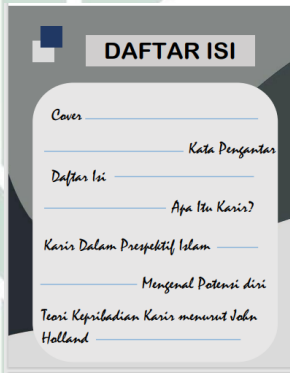 DAFTAR ISI
Cover
Kata Pengantar
Daftar Isi
Apa Itu Karir?
Karir Dalam Prespektif Islam
Mengenal Potensi diri
Teori Kepribadian Karir menurut John
Holland